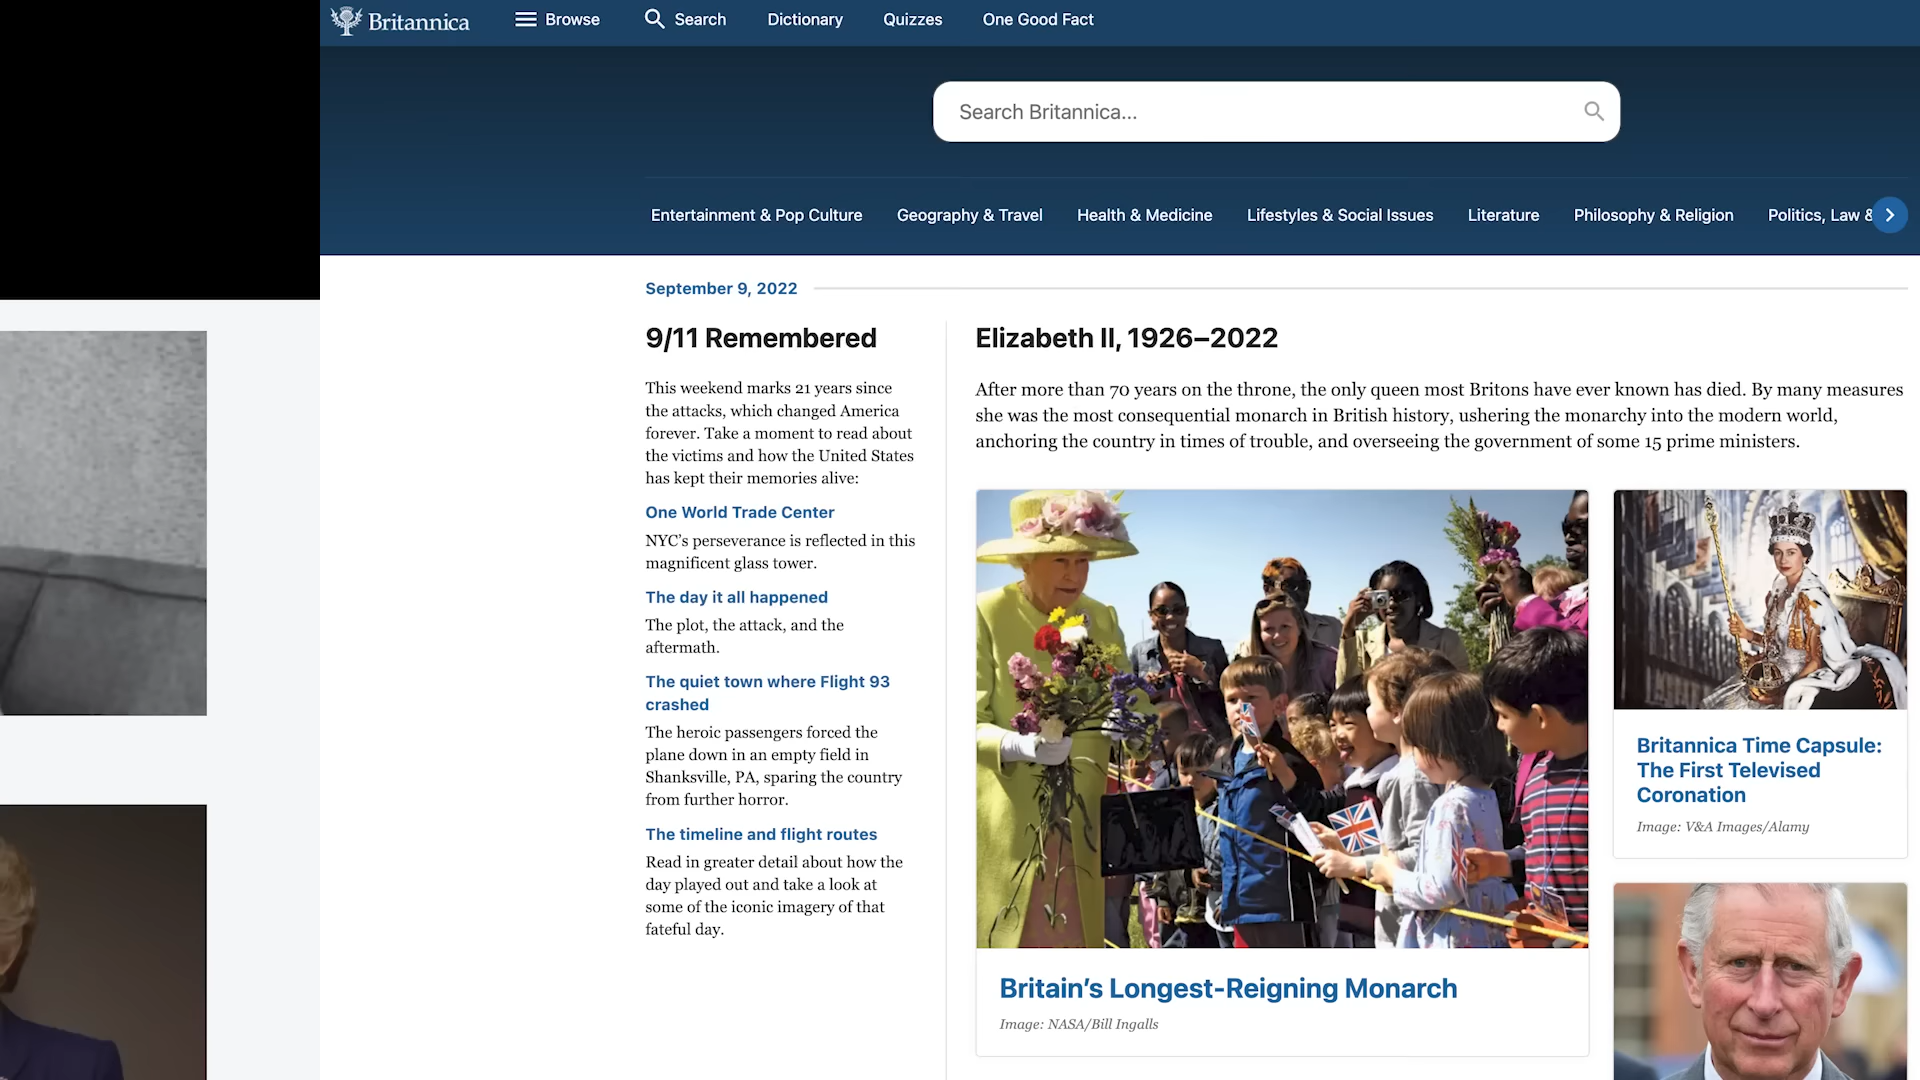 Britannica
Browse
Search
Dictionary
Quizzes
One Good Fact
Search Britannica...
Entertainment & Pop Culture
Geography & Travel
Health & Medicine
Lifestyles & Social Issues
Literature
Philosophy & Religion
Politics, Law &
September 9, 2022
9/11 Remembered
This weekend marks 21 years since
the attacks, which changed America
forever. Take a moment to read about
the victims and how the United States
has kept their memories alive:
One World Trade Center
NYC's perseverance is reflected in this
magnificent glass tower.
The day it all happened
The plot, the attack, and the
aftermath.
The quiet town where Flight 93
crashed
The heroic passengers forced the
plane down in an empty field in
Shanksville, PA, sparing the country
from further horror.
The timeline and flight routes
Read in greater detail about how the
day played out and take a look at
some of the iconic imagery of that
fateful day.
Elizabeth II, 1926–2022
After more than 70 years on the throne, the only queen most Britons have ever known has died. By many measures
she was the most consequential monarch in British history, ushering the monarchy into the modern world,
anchoring the country in times of trouble, and overseeing the government of some 15 prime ministers.
Britain's Longest-Reigning Monarch
Image: NASA/Bill Ingalls
Britannica Time Capsule:
The First Televised
Coronation
Image: V&A Images/Alamy